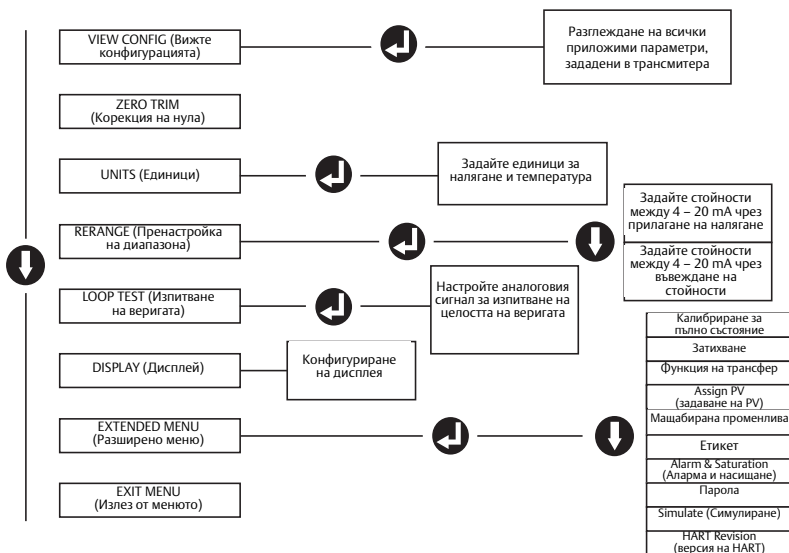 VIEW CONFIG (Вижте
конфигурацията)
Разглеждане на всички
приложими параметри,
зададени в трансмитера
ZERO TRIM
(Корекция на нула)
UNITS (Единици)
Задайте единици за
налягане и температура
RERANGE (Пренастройка
на диапазона)
Задайте стойности
между 4 – 20 mA чрез
прилагане на налягане
Задайте стойности
между 4 – 20 mA чрез
въвеждане на
стойности
LOOP TEST (Изпитване
на веригата)
Настройте аналоговия
сигнал за изпитване на
целостта на веригата
DISPLAY (Дисплей)
Конфигуриране
на дисплея
EXTENDED MENU
(Разширено меню)
Калибриране за
пълно състояние
Затихване
Функция на трансфер
Assign PV
(задаване на PV)
Мащабирана променлива
Етикет
Alarm & Saturation
(Аларма и насищане)
Парола
Simulate (Симулиране)
HART Revision
(версия на HART)
EXIT MENU
(Излез от менюто)